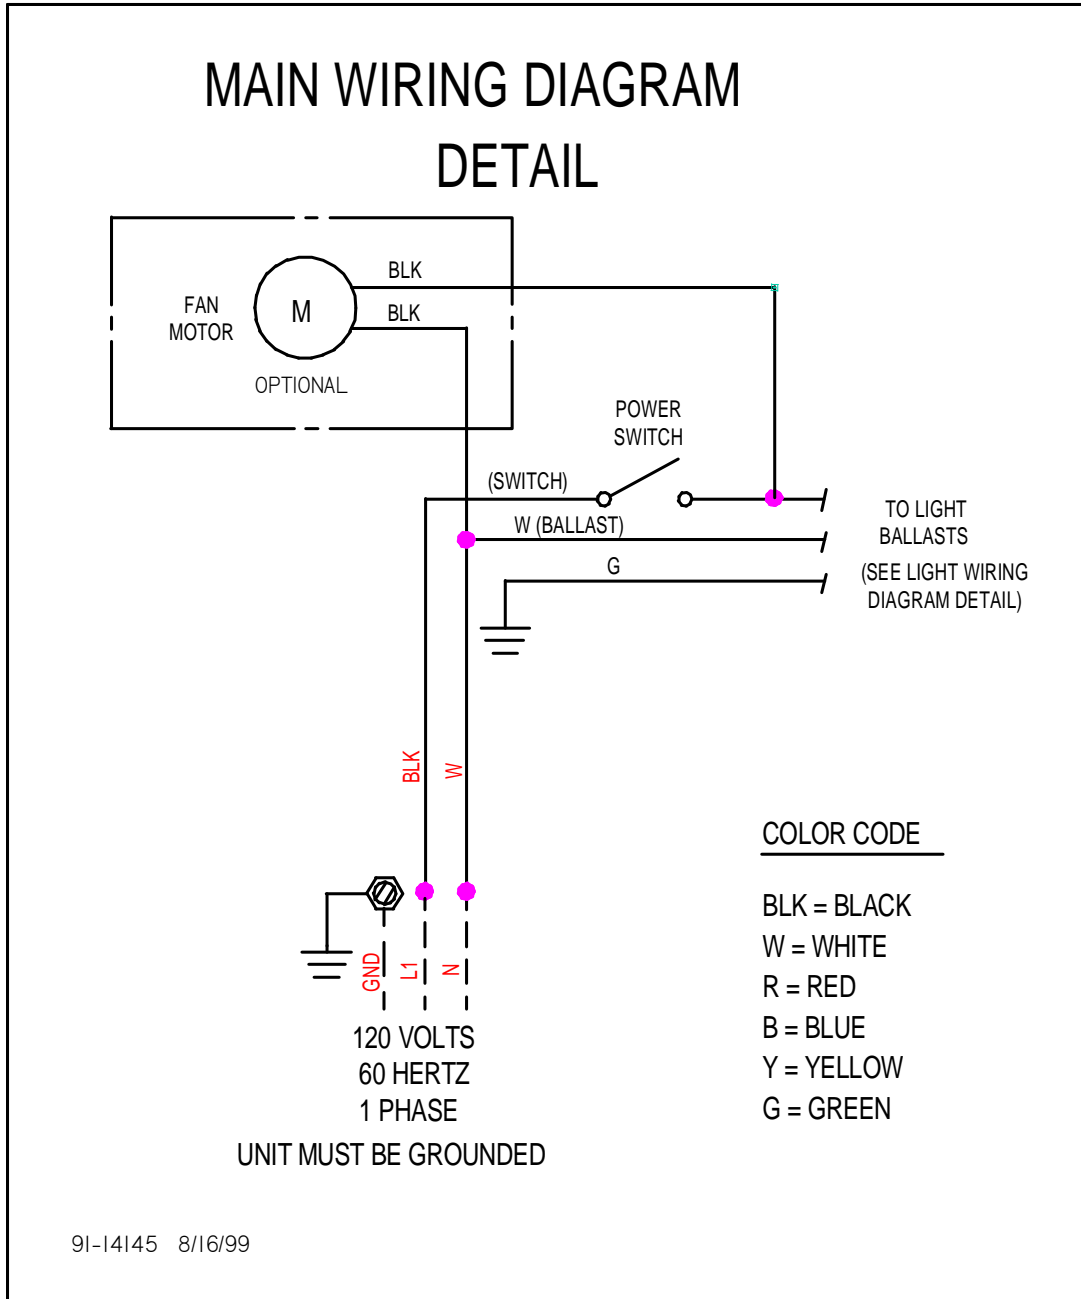 MAIN WIRING DIAGRAM
DETAIL
BLK
BLK
FAN
MOTOR
M
OPTIONAL
POWER
SWITCH
(SWITCH)
W (BALLAST)
G
TO LIGHT
BALLASTS
(SEE LIGHT WIRING
DIAGRAM DETAIL)
BLK
W
GND
L1
N
120 VOLTS
60 HERTZ
1 PHASE
UNIT MUST BE GROUNDED
COLOR CODE
BLK = BLACK
W = WHITE
R = RED
B = BLUE
Y = YELLOW
G = GREEN
91-14145 8/16/99